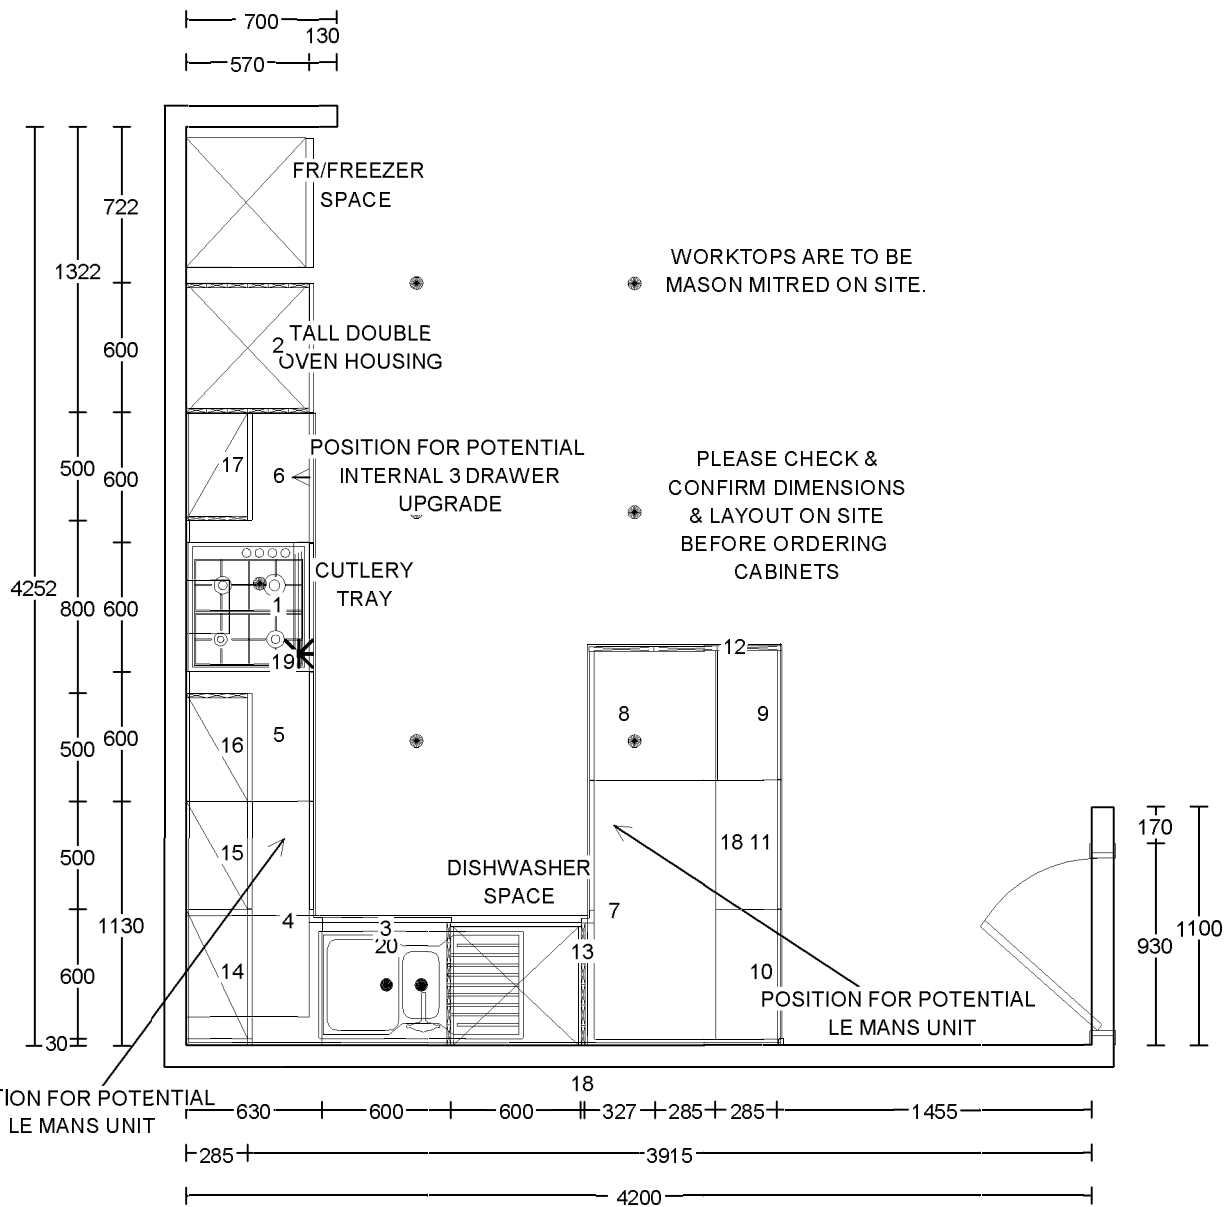 700
130
570
FR/FREEZER
SPACE
722
1322
WORKTOPS ARE TO BE
MASON MITRED ON SITE.
600
2
TALL DOUBLE
OVEN HOUSING
500
600
17
6
POSITION FOR POTENTIAL
INTERNAL 3 DRAWER
UPGRADE
PLEASE CHECK &
CONFIRM DIMENSIONS
& LAYOUT ON SITE
BEFORE ORDERING
CABINETS
4252
800
600
1
19
CUTLERY
TRAY
12
8
9
500
600
16
5
15
500
18 11
170
DISHWASHER
SPACE
1130
4
3
20
7
13
930
1100
600
14
10
30
POSITION FOR POTENTIAL
LE MANS UNIT
TION FOR POTENTIAL
LE MANS UNIT
18
630
600
600
327
285
285
1455
285
3915
4200